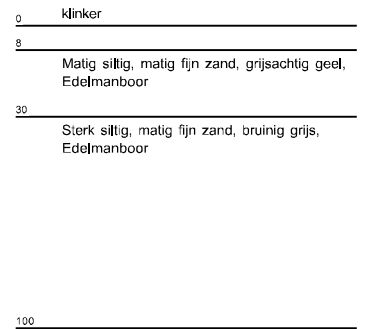 klinker
0
8
Matig siltig, matig fijn zand, grijsachtig geel,
Edelmanboor
30
Sterk siltig, matig fijn zand, bruinig grijs,
Edelmanboor
100